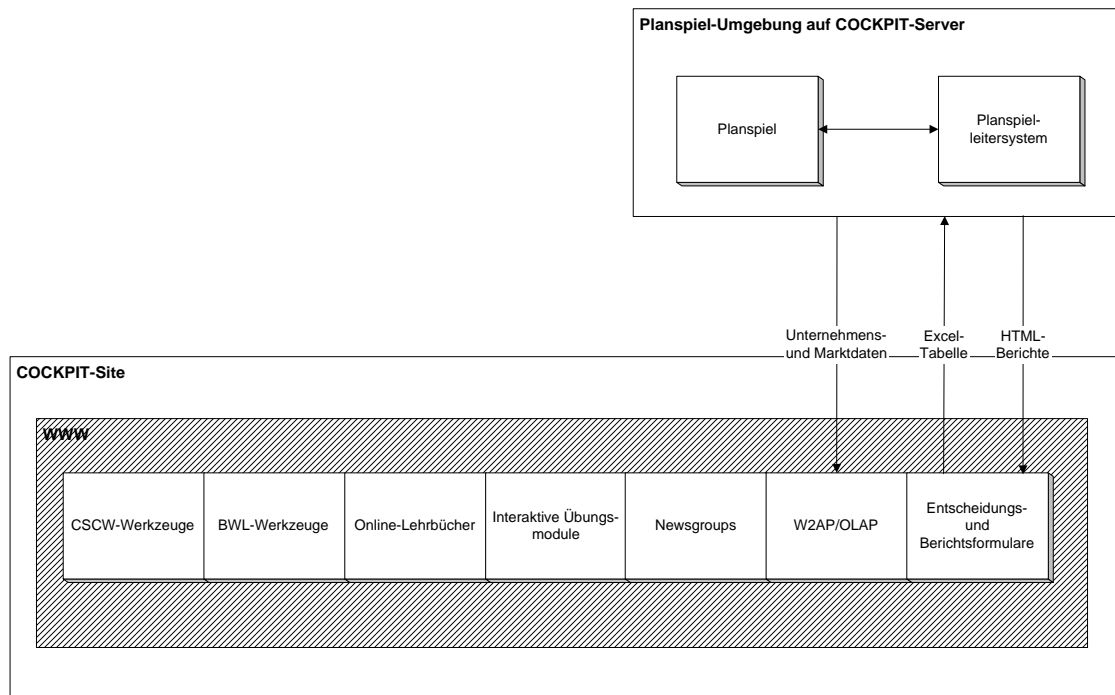 Planspiel-Umgebung auf COCKPIT-Server
Planspiel
Planspiel-
leitersystem
Unternehmens-
und Marktdaten
Excel-
Tabelle
HTML-
Berichte
COCKPIT-Site
WWW
CSCW-Werkzeuge
BWL-Werkzeuge
Online-Lehrbücher
Interaktive Übungs-
module
Newsgroups
W2AP/OLAP
Entscheidungs-
und
Berichtsformulare